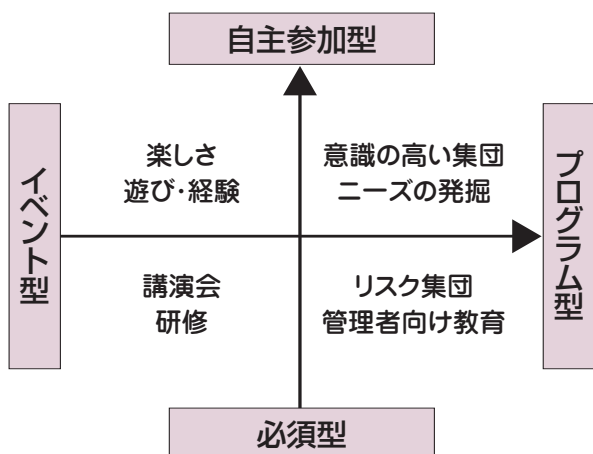 自主参加型
イベント型
楽しさ
遊び・経験
意識の高い集団
ニーズの発掘
プログラム型
講演会
研修
リスク集団
管理者向け教育
必須型